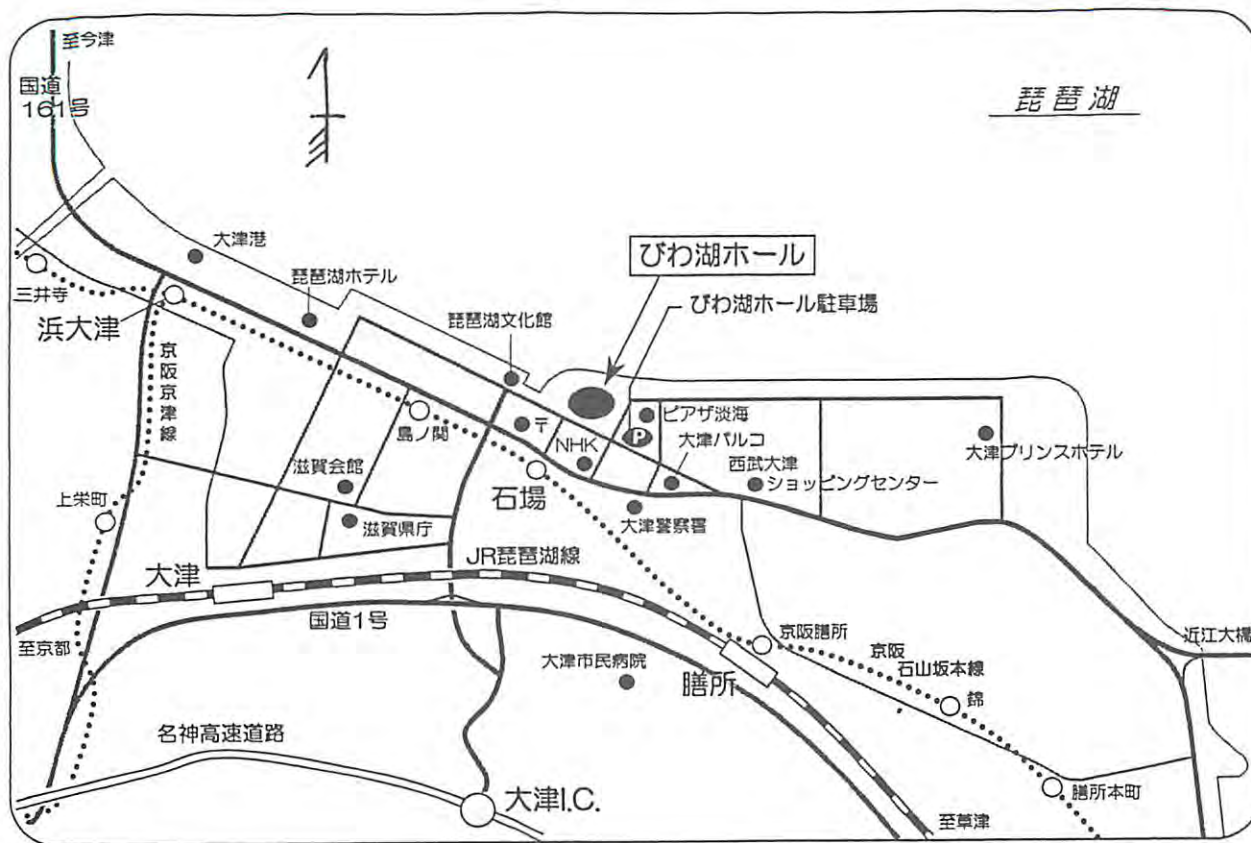 至今津
国道
161号
琵琶湖
大津港
びわ湖ホール
琵琶湖ホテル
びわ湖ホール駐車場
三井寺
浜大津
琵琶湖文化館
京阪京津線
島ノ関
〒
NHK
P
ピアザ淡海
大津パルコ
西武大津
ショッピングセンター
大津プリンスホテル
滋賀会館
石場
上栄町
滋賀県庁
大津警察署
大津
JR琵琶湖線
国道1号
至京都
京阪膳所
京阪
石山坂本線
近江大橋
大津市民病院
膳所
錦
名神高速道路
大津I.C.
膳所本町
至草津